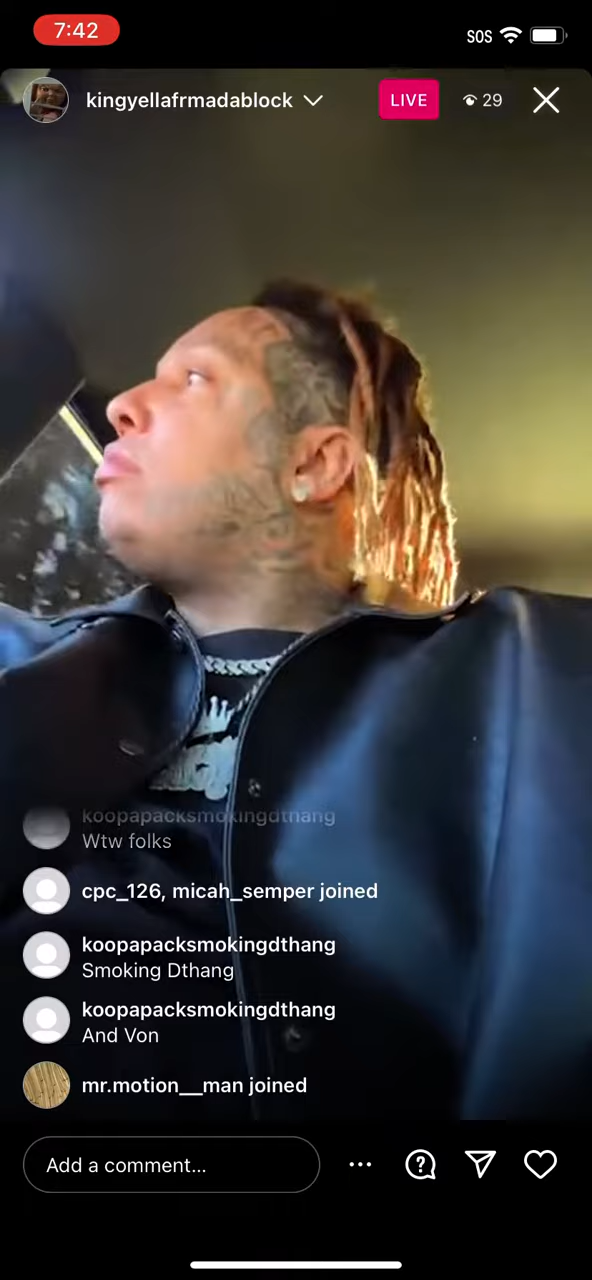 7:42
SOS
kingyellafrmadablock
LIVE
29
koopapacksmokingdthang
Wtw folks
cpc_126, micah_semper joined
koopapacksmokingdthang
Smoking Dthang
koopapacksmokingdthang
And Von
mr.motion__man joined
Add a comment...